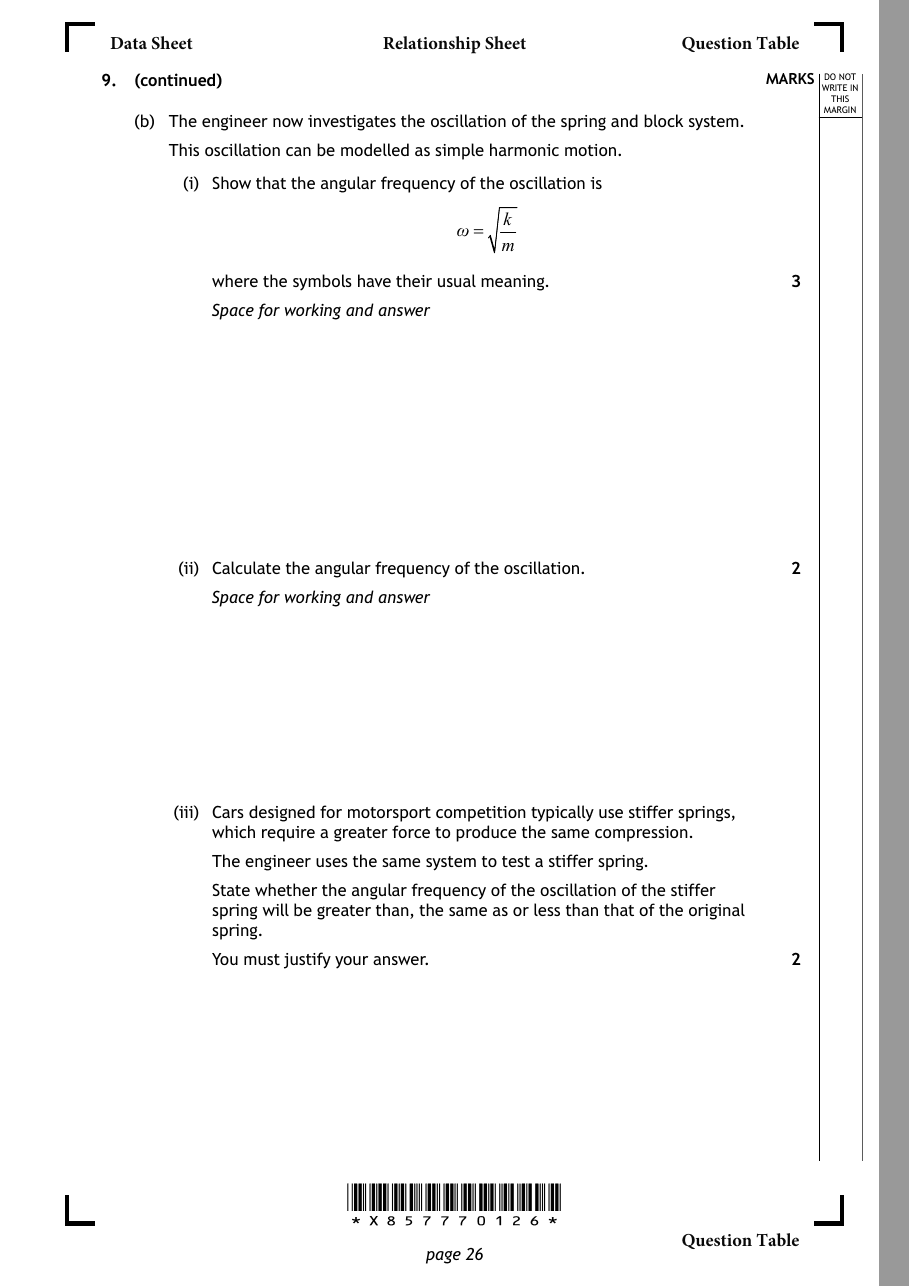 Data Sheet Relationship Sheet Question Table
9. (continued) MARKS DO NOT WRITE IN THIS MARGIN
(b) The engineer now investigates the oscillation of the spring and block system.
This oscillation can be modelled as simple harmonic motion.
(i) Show that the angular frequency of the oscillation is
ω = √(k/m)
where the symbols have their usual meaning. 3
Space for working and answer
(ii) Calculate the angular frequency of the oscillation. 2
Space for working and answer
(iii) Cars designed for motorsport competition typically use stiffer springs,
which require a greater force to produce the same compression.
The engineer uses the same system to test a stiffer spring.
State whether the angular frequency of the oscillation of the stiffer
spring will be greater than, the same as or less than that of the original
spring.
You must justify your answer. 2
* X 8 5 7 7 7 0 1 2 6 *
Question Table
page 26